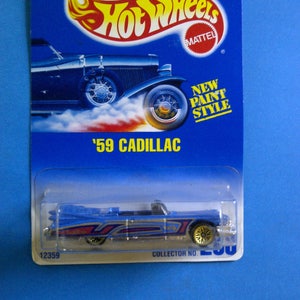 Hot Wheels
MATTEL
NEW
PAINT
STYLE
'59 CADILLAC
12359
COLLECTOR NO.